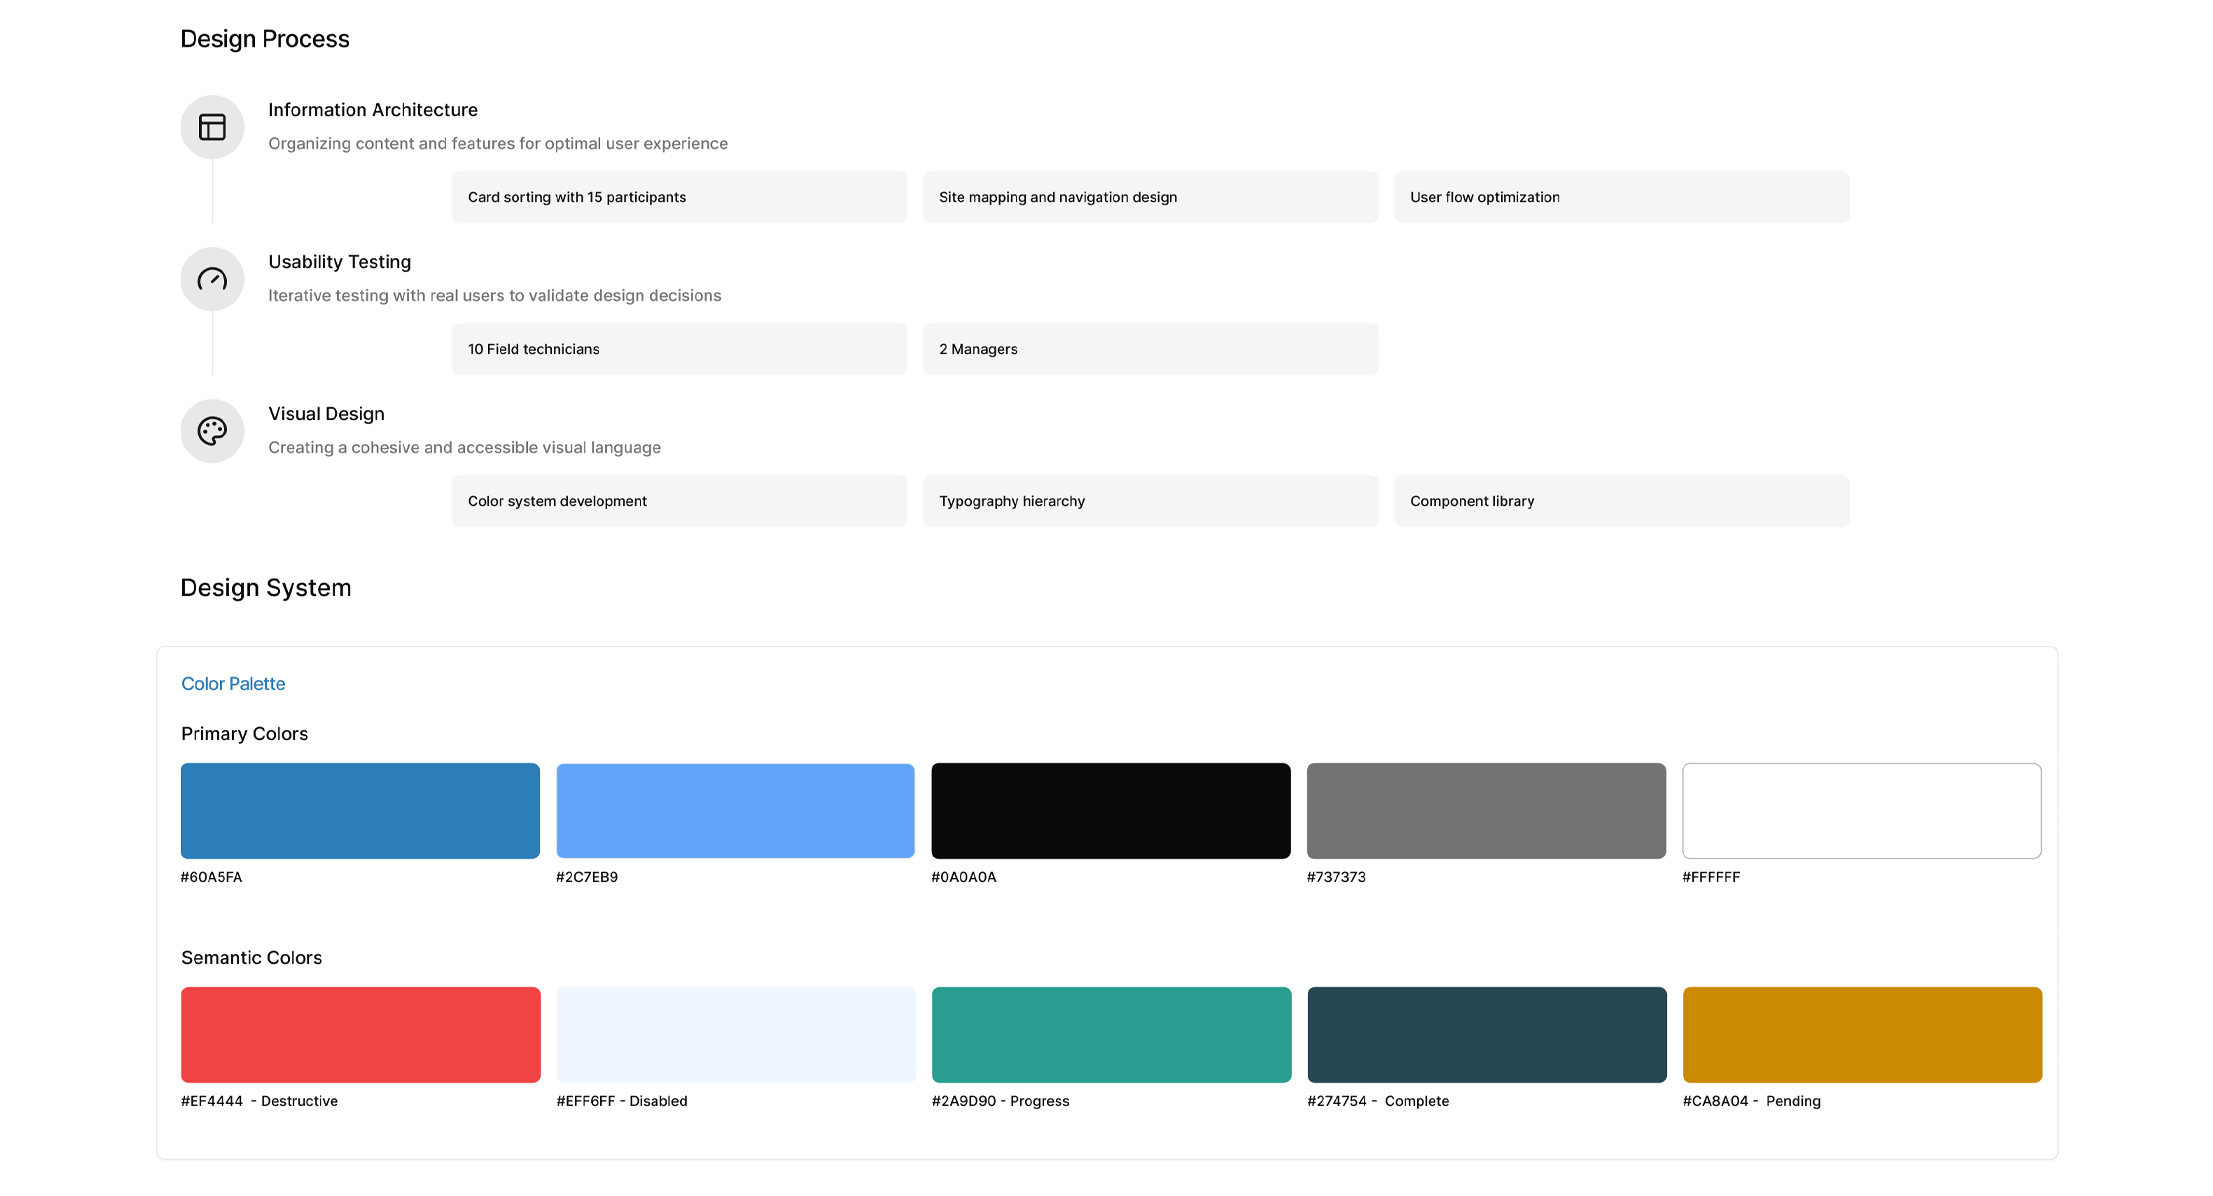 Design Process
Information Architecture
Organizing content and features for optimal user experience
Card sorting with 15 participants
Site mapping and navigation design
User flow optimization
Usability Testing
Iterative testing with real users to validate design decisions
10 Field technicians
2 Managers
Visual Design
Creating a cohesive and accessible visual language
Color system development
Typography hierarchy
Component library
Design System
Color Palette
Primary Colors
#60A5FA
#2C7EB9
#0A0A0A
#737373
#FFFFFF
Semantic Colors
#EF4444  - Destructive
#EFF6FF - Disabled
#2A9D90 - Progress
#274754 -  Complete
#CA8A04 -  Pending